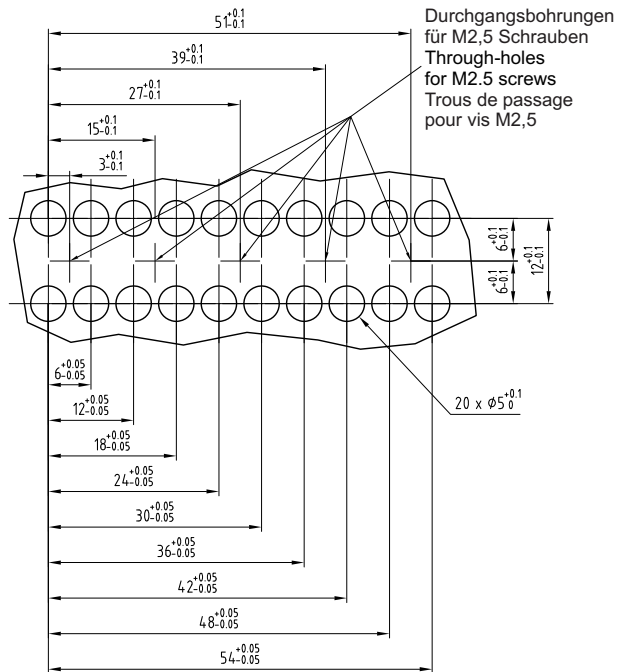 51+0.1-0.1
39+0.1-0.1
27+0.1-0.1
15+0.1-0.1
3+0.1-0.1
Durchgangsbohrungen
für M2,5 Schrauben
Through-holes
for M2.5 screws
Trous de passage
pour vis M2,5
6+0.1-0.1
6+0.1-0.1
12+0.1-0.1
20 x ø5+0.1 0
6+0.05-0.05
12+0.05-0.05
18+0.05-0.05
24+0.05-0.05
30+0.05-0.05
36+0.05-0.05
42+0.05-0.05
48+0.05-0.05
54+0.05-0.05